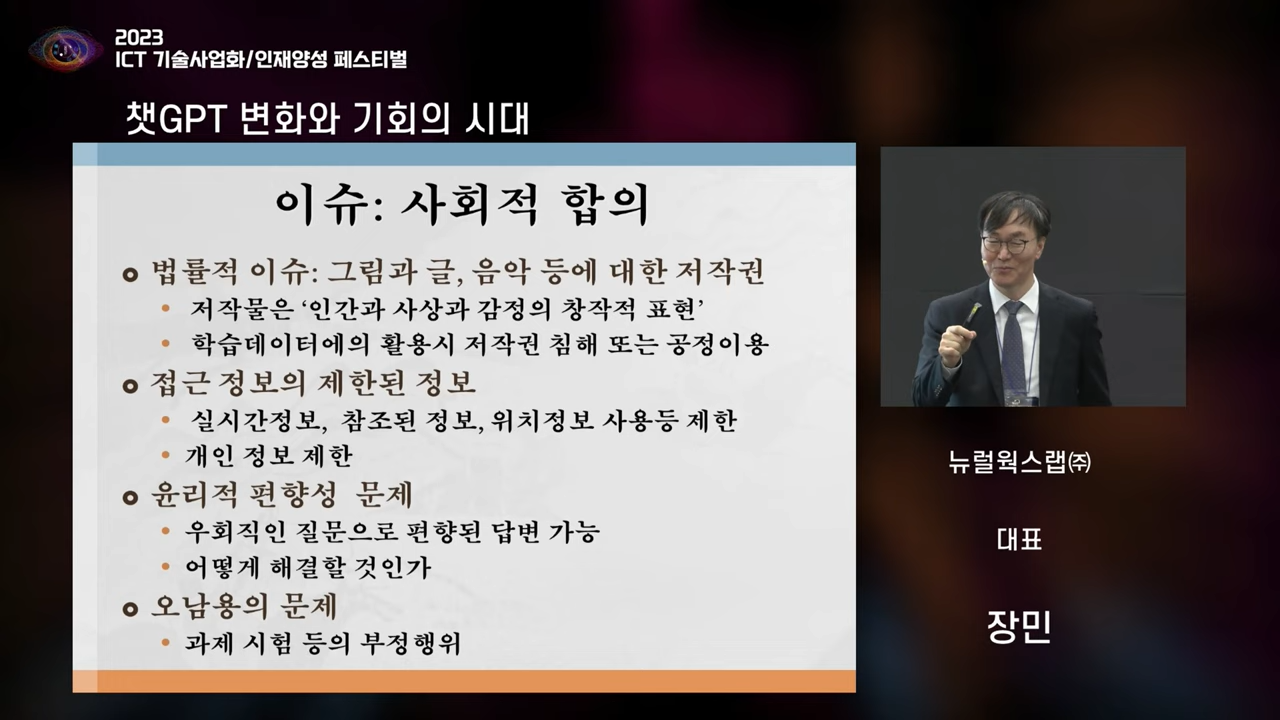 2023
ICT 기술사업화/인재양성 페스티벌
챗GPT 변화와 기회의 시대
이슈: 사회적 합의
법률적 이슈: 그림과 글, 음악 등에 대한 저작권
저작물은 ‘인간과 사상과 감정의 창작적 표현’
학습데이터에의 활용시 저작권 침해 또는 공정이용
접근 정보의 제한된 정보
실시간정보, 참조된 정보, 위치정보 사용등 제한
개인 정보 제한
윤리적 편향성 문제
우회직인 질문으로 편향된 답변 가능
어떻게 해결할 것인가
오남용의 문제
과제 시험 등의 부정행위
뉴럴웍스랩㈜
대표
장민